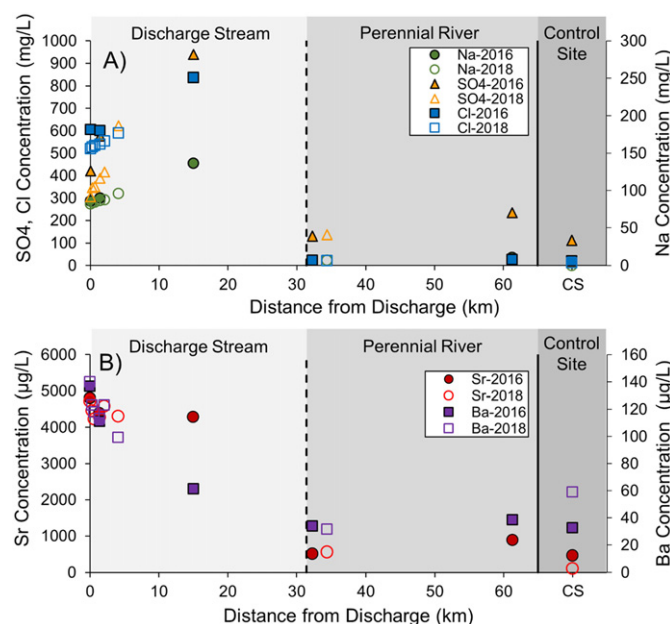 Discharge Stream
Perennial River
Control
Site
A)
Na-2016
Na-2018
SO4-2016
SO4-2018
Cl-2016
Cl-2018
SO4, Cl Concentration (mg/L)
1000
900
800
700
600
500
400
300
200
100
0
Na Concentration (mg/L)
300
250
200
150
100
50
0
0
10
20
30
40
50
60
CS
Distance from Discharge (km)
Discharge Stream
Perennial River
Control
Site
B)
Sr-2016
Sr-2018
Ba-2016
Ba-2018
Sr Concentration (µg/L)
6000
5000
4000
3000
2000
1000
0
Ba Concentration (µg/L)
160
140
120
100
80
60
40
20
0
0
10
20
30
40
50
60
CS
Distance from Discharge (km)